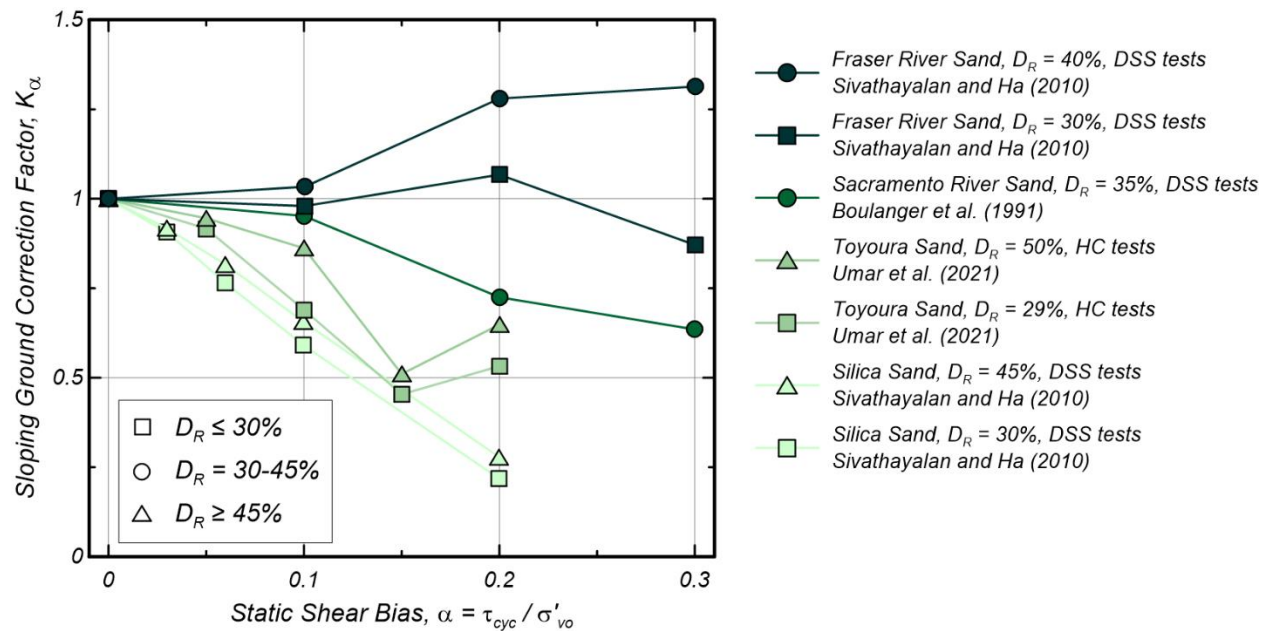 Sloping Ground Correction Factor, Kα
1.5
1
0.5
0
0
0.1
0.2
0.3
Static Shear Bias, α = τcyc / σ'vo
DR ≤ 30%
DR = 30-45%
DR ≥ 45%
Fraser River Sand, DR = 40%, DSS tests
Sivathayalan and Ha (2010)
Fraser River Sand, DR = 30%, DSS tests
Sivathayalan and Ha (2010)
Sacramento River Sand, DR = 35%, DSS tests
Boulanger et al. (1991)
Toyoura Sand, DR = 50%, HC tests
Umar et al. (2021)
Toyoura Sand, DR = 29%, HC tests
Umar et al. (2021)
Silica Sand, DR = 45%, DSS tests
Sivathayalan and Ha (2010)
Silica Sand, DR = 30%, DSS tests
Sivathayalan and Ha (2010)